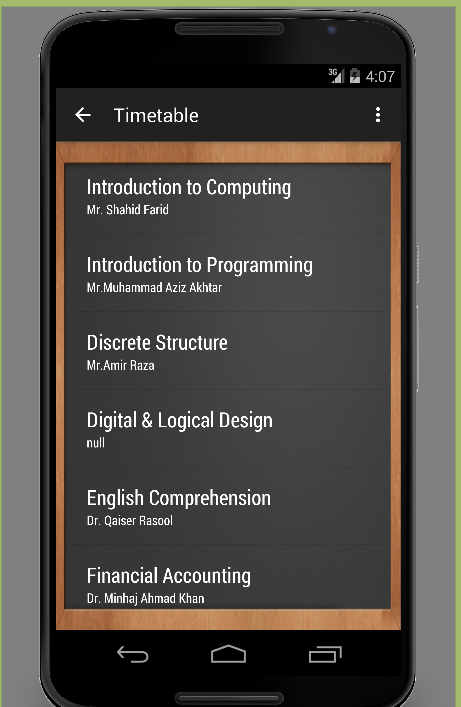 3G 4:07
Timetable
Introduction to Computing
Mr. Shahid Farid
Introduction to Programming
Mr.Muhammad Aziz Akhtar
Discrete Structure
Mr.Amir Raza
Digital & Logical Design
null
English Comprehension
Dr. Qaiser Rasool
Financial Accounting
Dr. Minhaj Ahmad Khan